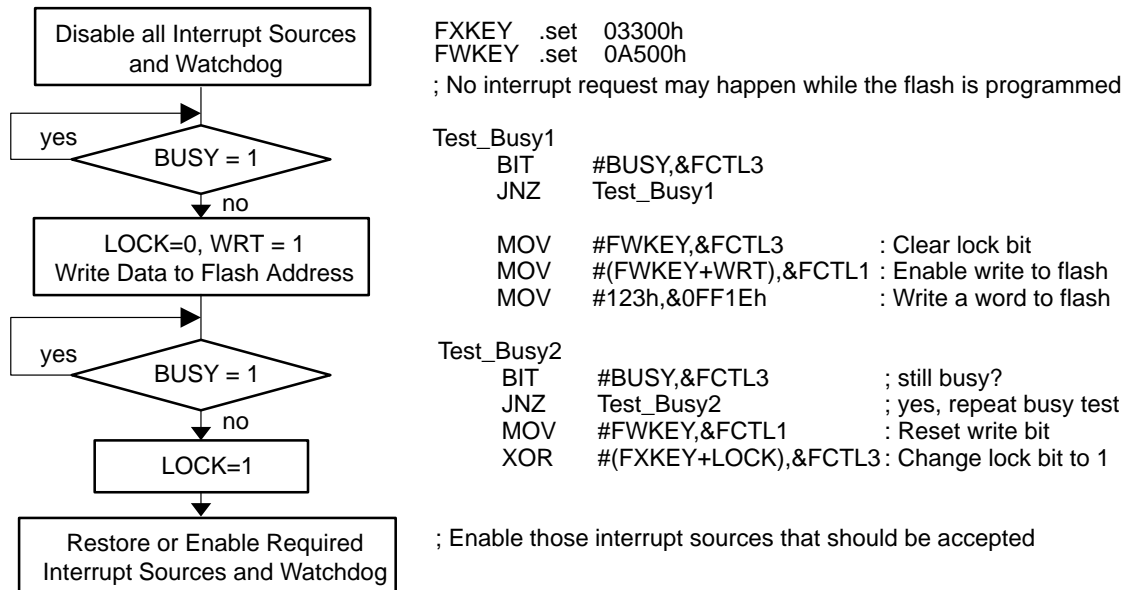 Disable all Interrupt Sources
and Watchdog
yes
BUSY = 1
no
LOCK=0, WRT = 1
Write Data to Flash Address
yes
BUSY = 1
no
LOCK=1
Restore or Enable Required
Interrupt Sources and Watchdog
FXKEY .set 03300h
FWKEY .set 0A500h
; No interrupt request may happen while the flash is programmed
Test_Busy1
BIT #BUSY,&FCTL3
JNZ Test_Busy1
MOV #FWKEY,&FCTL3 : Clear lock bit
MOV #(FWKEY+WRT),&FCTL1 : Enable write to flash
MOV #123h,&0FF1Eh : Write a word to flash
Test_Busy2
BIT #BUSY,&FCTL3 ; still busy?
JNZ Test_Busy2 ; yes, repeat busy test
MOV #FWKEY,&FCTL1 : Reset write bit
XOR #(FXKEY+LOCK),&FCTL3 : Change lock bit to 1
; Enable those interrupt sources that should be accepted